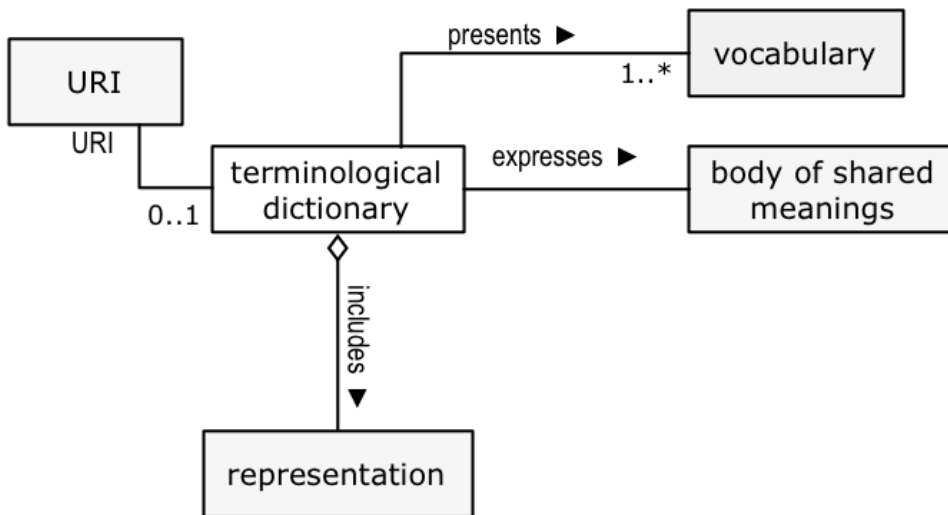 presents ►
vocabulary
1..*
URI
URI
terminological
dictionary
0..1
expresses ►
body of shared
meanings
includes ▼
representation